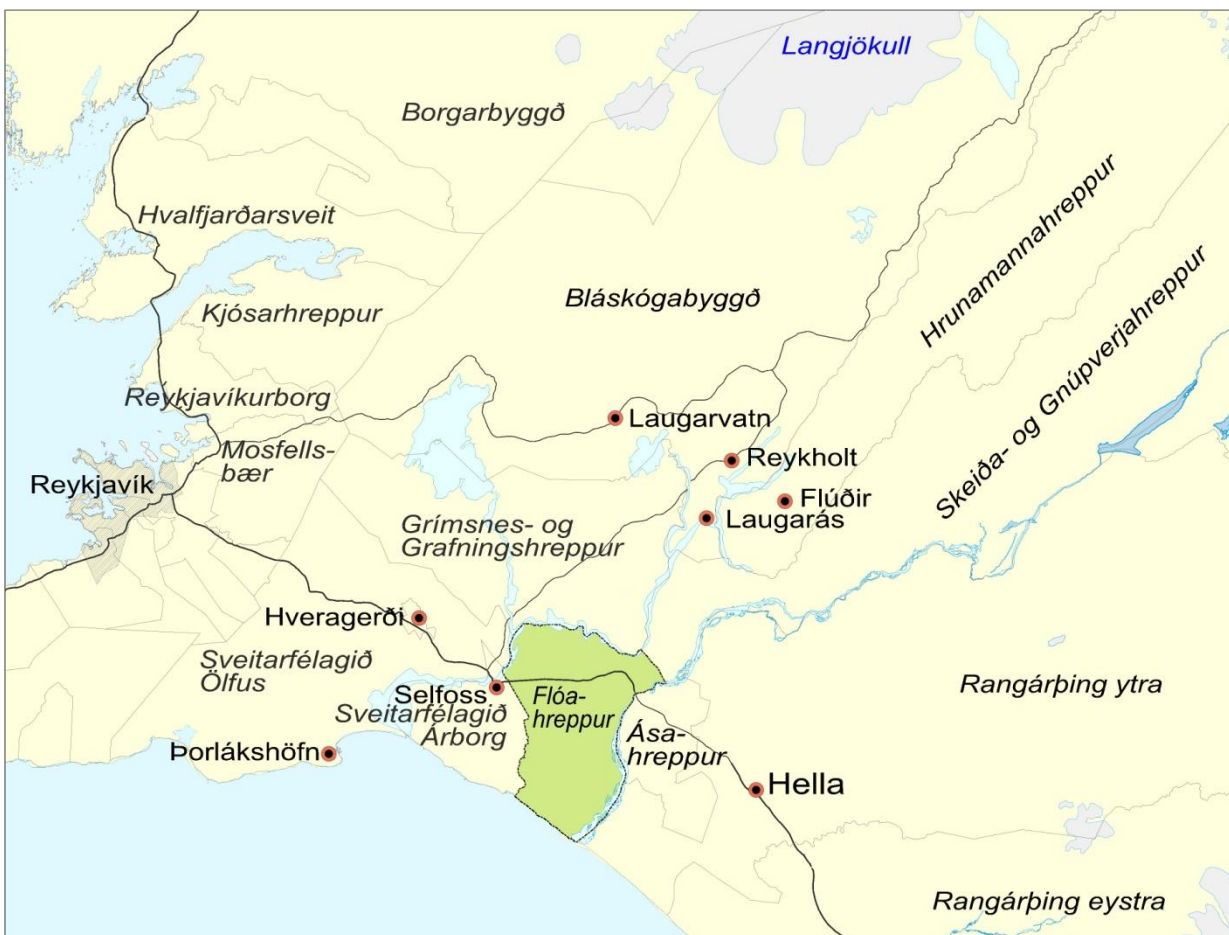 Langjökull
Borgarbyggð
Hvalfjarðarsveit
Hrunamannahreppur
Kjósarhreppur
Bláskógabyggð
Skeiða- og Gnúpverjahreppur
Reýkjavíkurborg
Laugarvatn
Mosfells-
bær
Reykholt
Reykjavík
Flúðir
Laugarás
Grímsnes- og
Grafningshreppur
Hveragerði
Sveitarfélagið
Ölfus
Selfoss
Flóa-
hreppur
Rangárþing ytra
Sveitarfélagið
Árborg
Ása-
hreppur
Þorlákshöfn
Hella
Rangárþing eystra